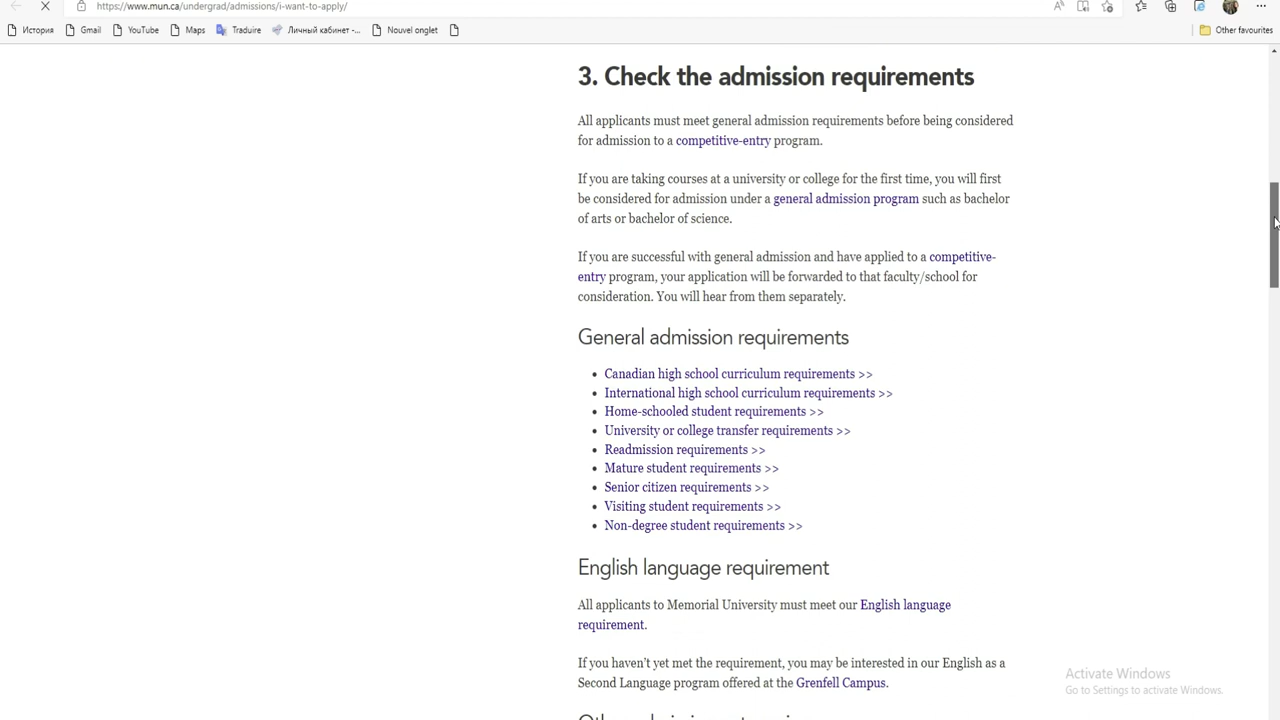 https://www.mun.ca/undergrad/admissions/i-want-to-apply/
История Gmail YouTube Maps Traduire Личный кабинет -... Nouvel onglet Other favourites
3. Check the admission requirements
All applicants must meet general admission requirements before being considered
for admission to a competitive-entry program.
If you are taking courses at a university or college for the first time, you will first
be considered for admission under a general admission program such as bachelor
of arts or bachelor of science.
If you are successful with general admission and have applied to a competitive-
entry program, your application will be forwarded to that faculty/school for
consideration. You will hear from them separately.
General admission requirements
• Canadian high school curriculum requirements >>
• International high school curriculum requirements >>
• Home-schooled student requirements >>
• University or college transfer requirements >>
• Readmission requirements >>
• Mature student requirements >>
• Senior citizen requirements >>
• Visiting student requirements >>
• Non-degree student requirements >>
English language requirement
All applicants to Memorial University must meet our English language
requirement.
If you haven't yet met the requirement, you may be interested in our English as a
Second Language program offered at the Grenfell Campus.
Activate Windows
Go to Settings to activate Windows.